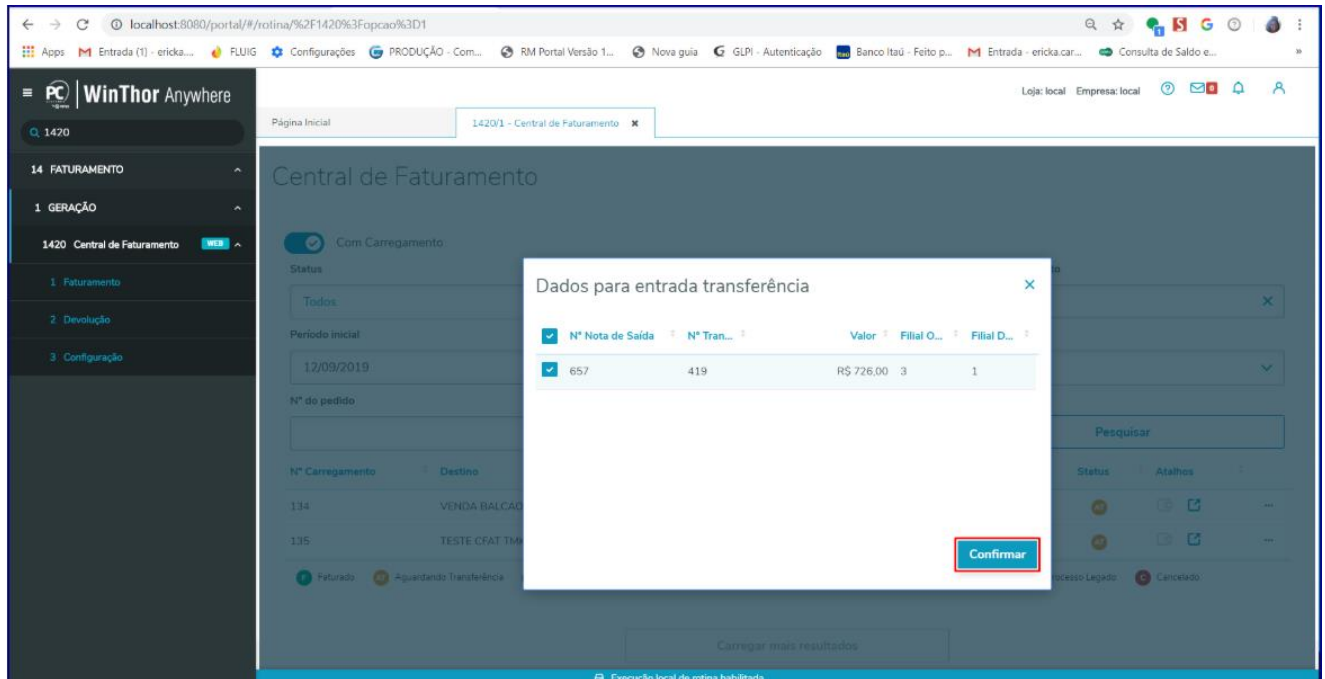 localhost:8080/portal/#/rotina/%2F1420%3Fopcao%3D1
Apps Entrada (1) - ericka.... FLUIG Configurações PRODUÇÃO - Com... RM Portal Versão 1... Nova guia GLPI - Autenticação Banco Itaú - Feito p... Entrada - ericka.car... Consulta de Saldo e... »
PC WinThor Anywhere
Loja: local Empresa: local
1420
Página Inicial 1420/1 - Central de Faturamento
14 FATURAMENTO
1 GERAÇÃO
1420 Central de Faturamento WEB
1 Faturamento
2 Devolução
3 Configuração
Central de Faturamento
Com Carregamento
Status
Todos
Período inicial
12/09/2019
N° do pedido
Pesquisar
N° Carregamento Destino Status Atalhos
134 VENDA BALCAO AT ...
135 TESTE CFAT AT ...
F Faturado AT Aguardando Transferência Legado C Cancelado
Carregar mais resultados
Execução local de rotina habilitada
Dados para entrada transferência
N° Nota de Saída N° Tran... Valor Filial O... Filial D...
657 419 R$ 726,00 3 1
Confirmar